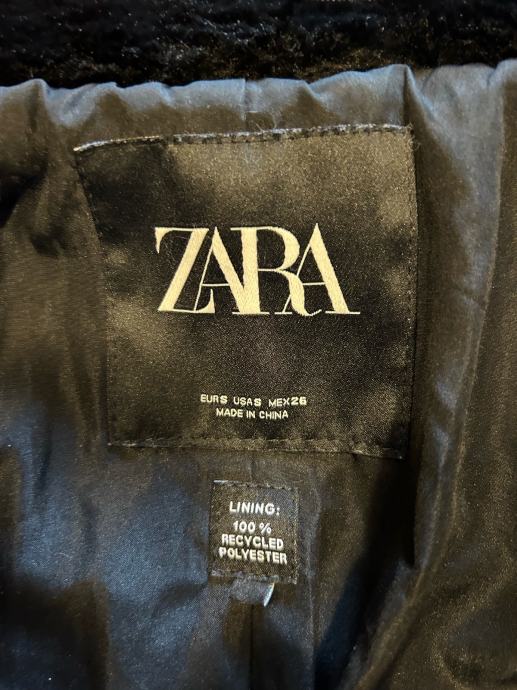 ZARA
EUR S USA S MEX 26
MADE IN CHINA
LINING:
100 %
RECYCLED
POLYESTER